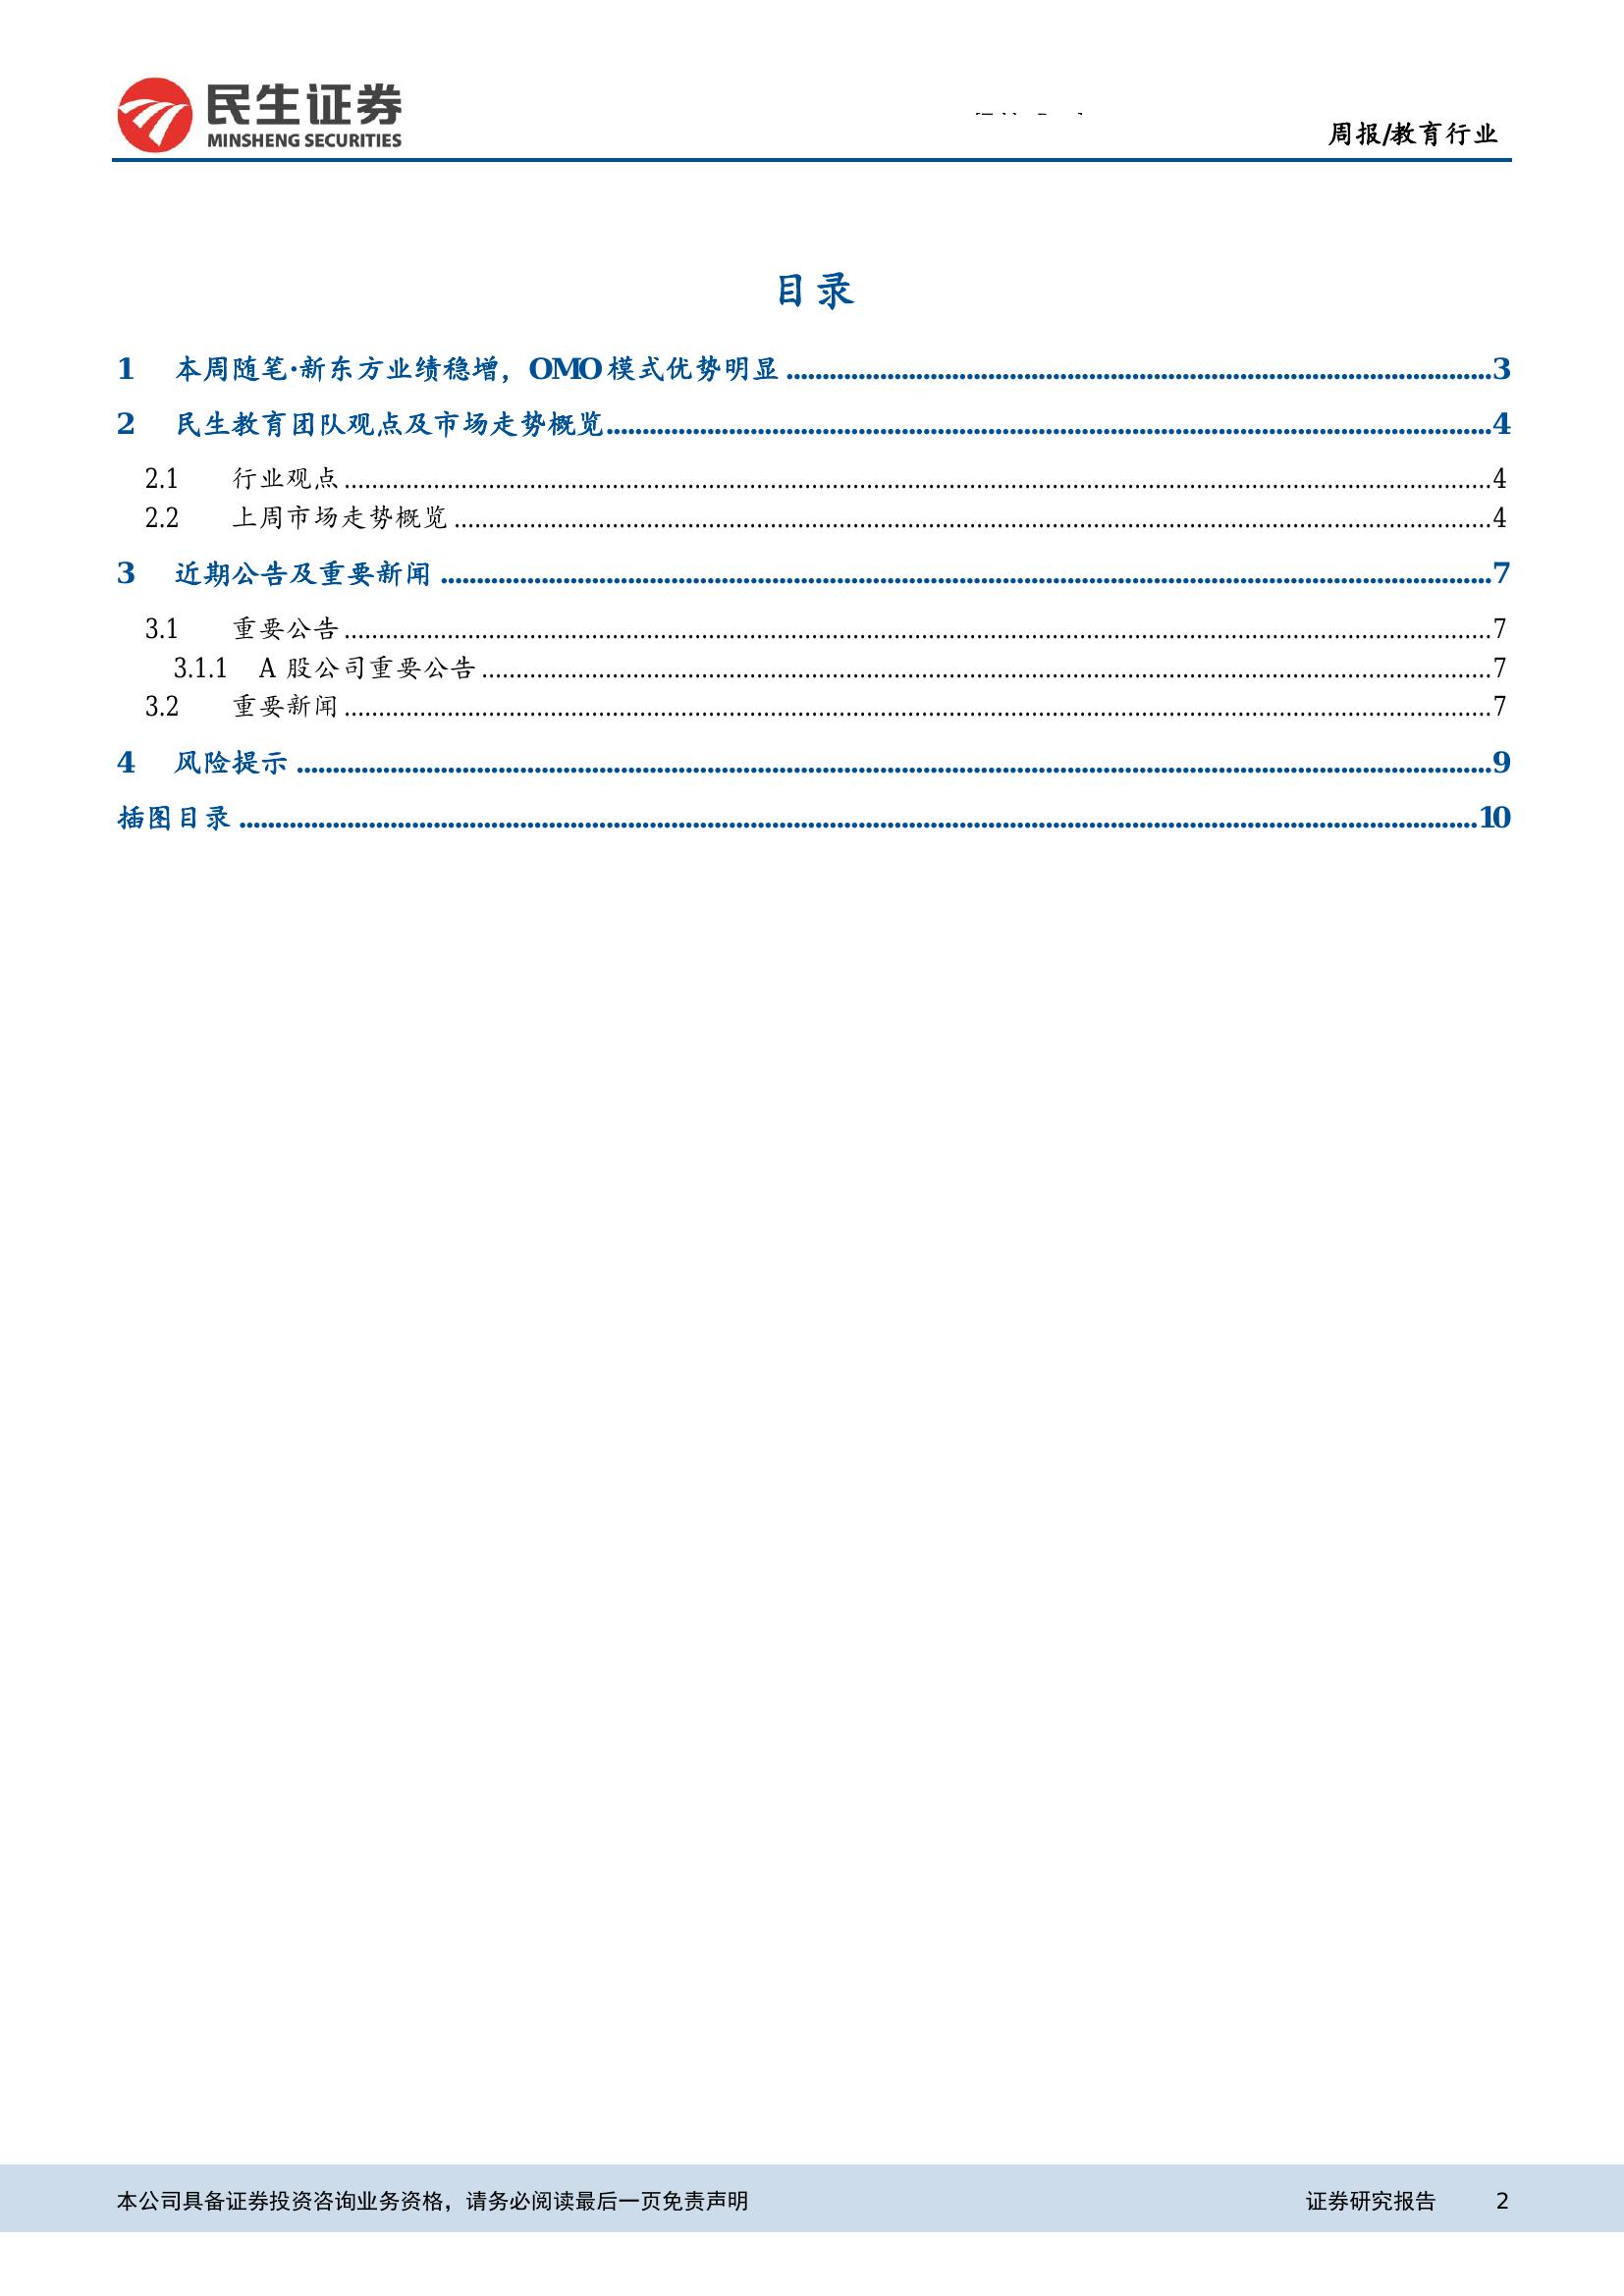 民生证券
MINSHENG SECURITIES
周报/教育行业
目录
1 本周随笔·新东方业绩稳增，OMO模式优势明显 3
2 民生教育团队观点及市场走势概览 4
2.1 行业观点 4
2.2 上周市场走势概览 4
3 近期公告及重要新闻 7
3.1 重要公告 7
3.1.1 A 股公司重要公告 7
3.2 重要新闻 7
4 风险提示 9
插图目录 10
本公司具备证券投资咨询业务资格，请务必阅读最后一页免责声明 证券研究报告 2